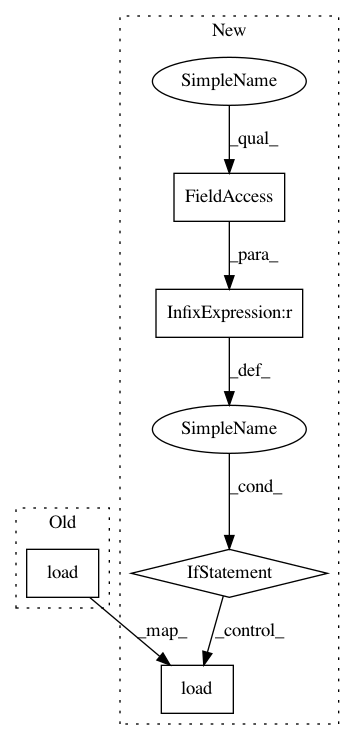 New
SimpleName
_qual_
FieldAccess
_para_
InfixExpression:r
_def_
SimpleName
_cond_
Old
load
IfStatement
_map_
_control_
load